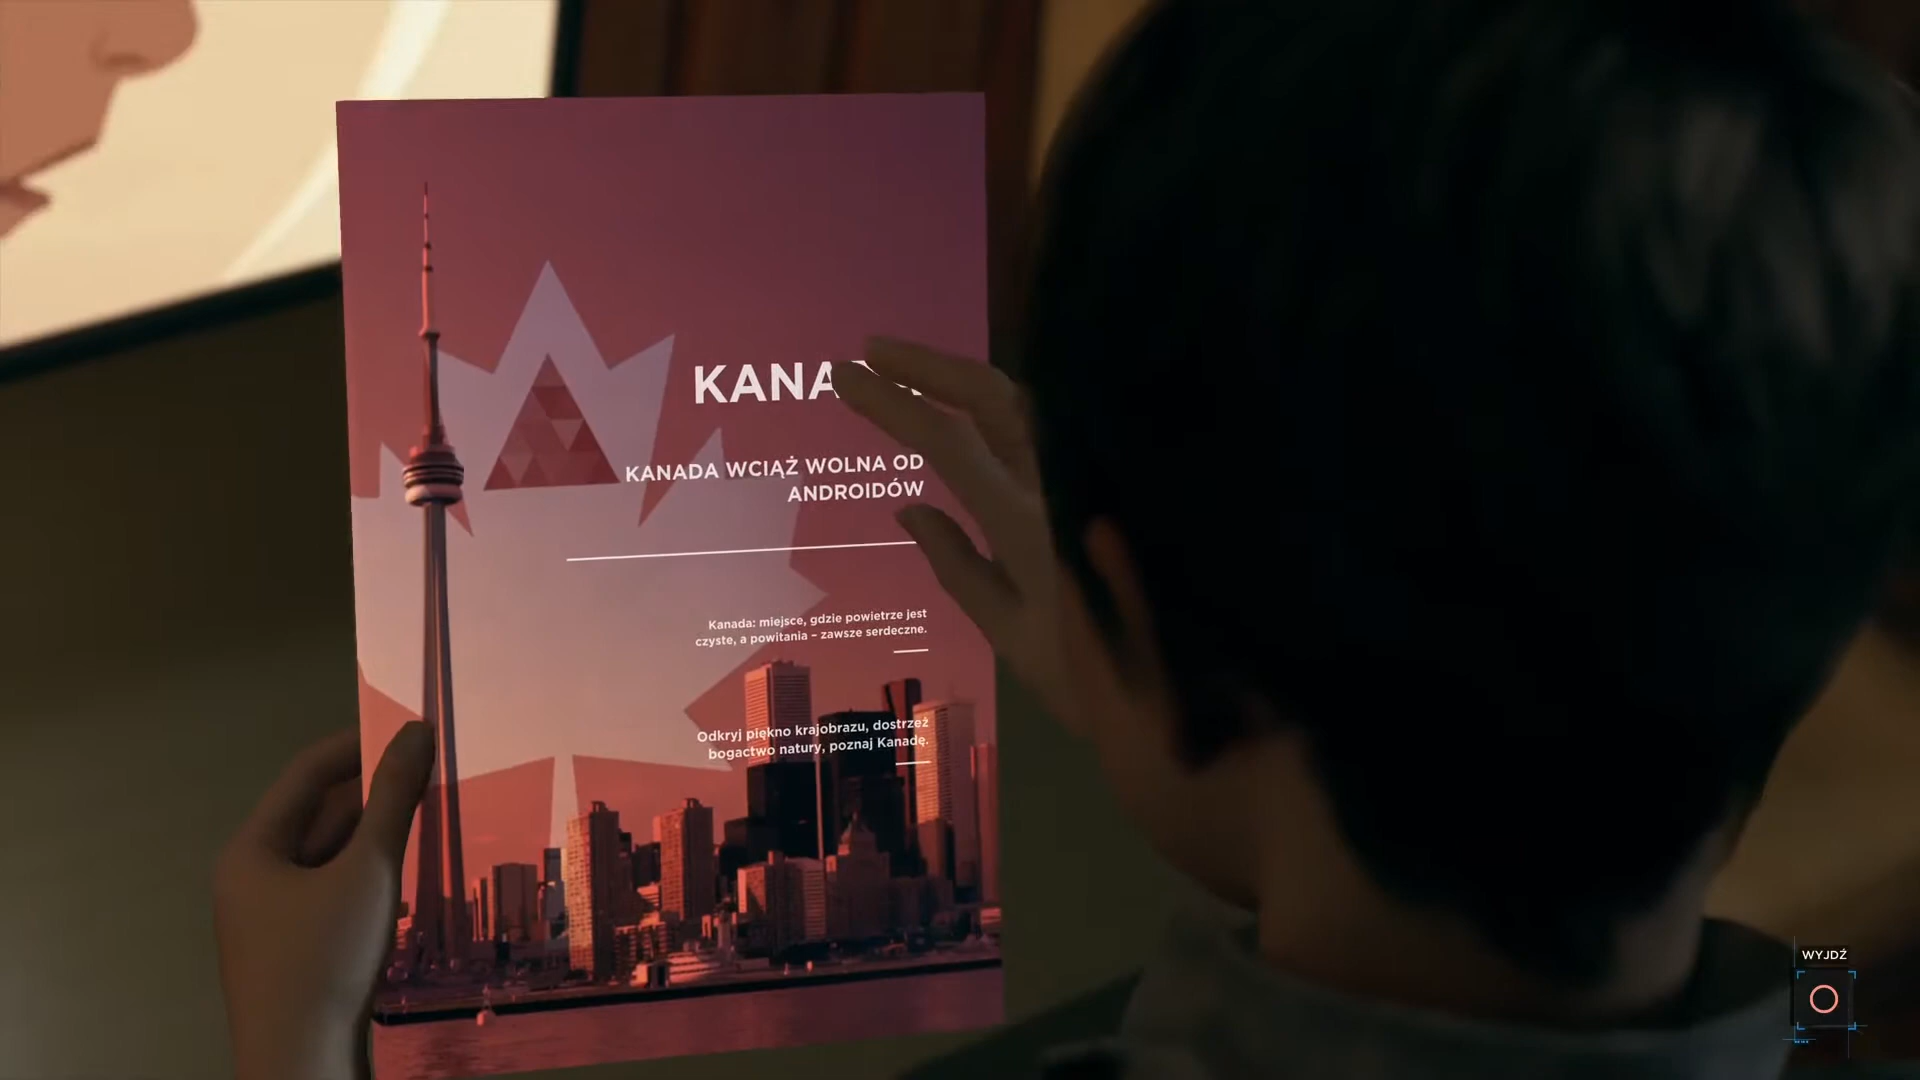 KANADA WCIĄŻ WOLNA OD
ANDROIDÓW
Kanada: miejsce, gdzie powietrze jest
czyste, a powitania – zawsze serdeczne.
Odkryj piękno krajobrazu, dostrzeż
bogactwo natury, poznaj Kanadę.
WYJDŹ